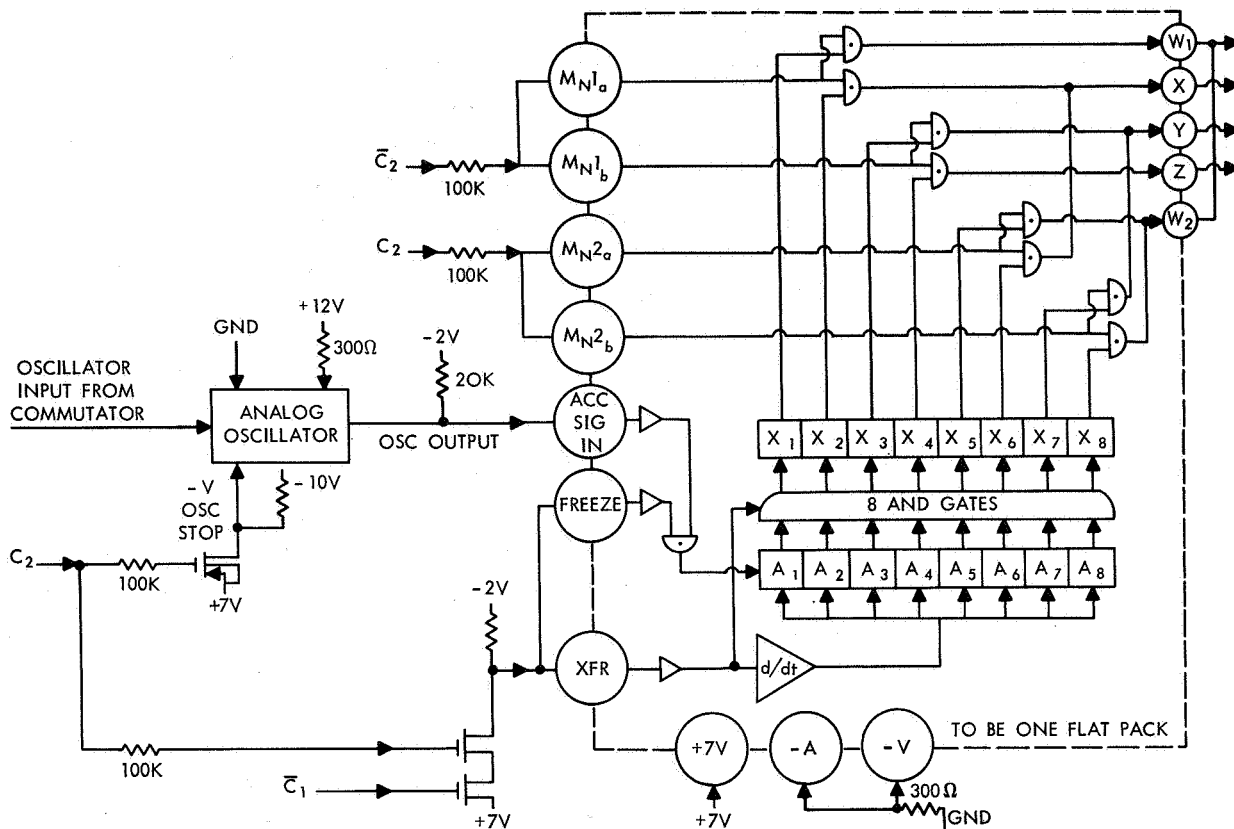 W1
MN1a
X
Y
C̄2
100K
MN1b
Z
W2
C2
100K
MN2a
+12V
GND
300Ω
-2V
20K
MN2b
OSCILLATOR
INPUT FROM
COMMUTATOR
ANALOG
OSCILLATOR
OSC OUTPUT
ACC
SIG
IN
X1 X2 X3 X4 X5 X6 X7 X8
-V
OSC
STOP
-10V
FREEZE
8 AND GATES
C2
100K
+7V
A1 A2 A3 A4 A5 A6 A7 A8
-2V
XFR
d/dt
100K
+7V
-A
-V
TO BE ONE FLAT PACK
C̄1
+7V
+7V
300Ω
GND